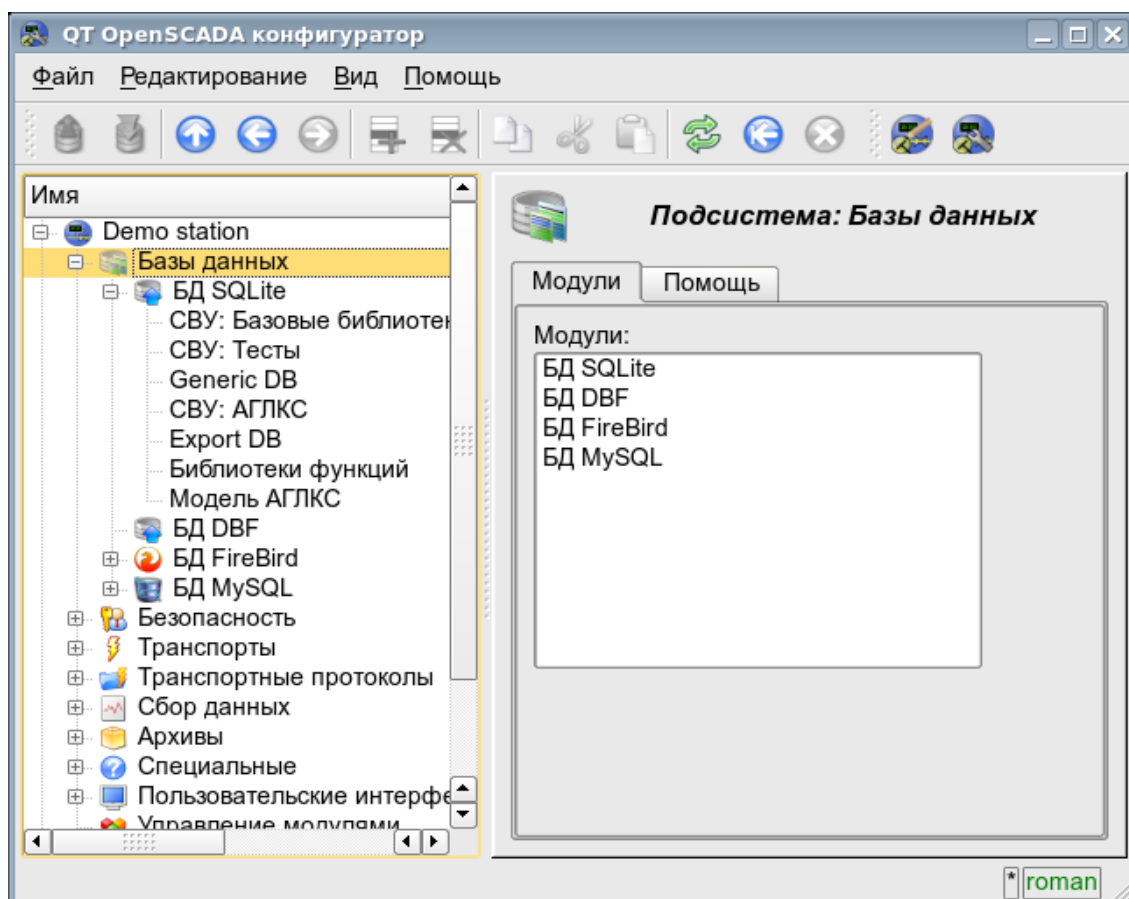 QT OpenSCADA конфигуратор
Файл Редактирование Вид Помощь
Имя
Demo station
Базы данных
БД SQLite
СВУ: Базовые библиотек
СВУ: Тесты
Generic DB
СВУ: АГЛКС
Export DB
Библиотеки функций
Модель АГЛКС
БД DBF
БД FireBird
БД MySQL
Безопасность
Транспорты
Транспортные протоколы
Сбор данных
Архивы
Специальные
Пользовательские интерфе
Управление модулями
Подсистема: Базы данных
Модули Помощь
Модули:
БД SQLite
БД DBF
БД FireBird
БД MySQL
* roman